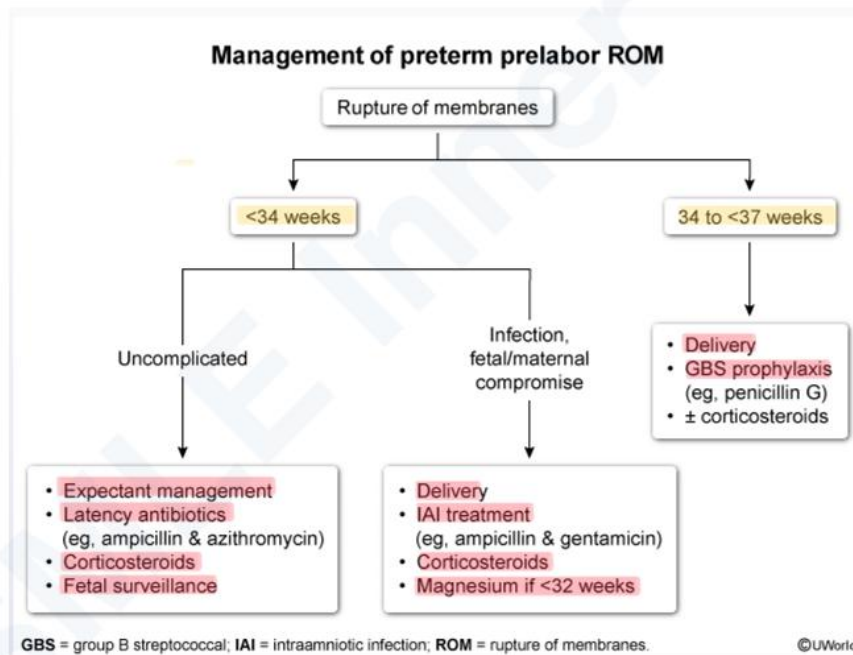 Management of preterm prelabor ROM
Rupture of membranes
<34 weeks
34 to <37 weeks
Uncomplicated
Infection,
fetal/maternal
compromise
• Delivery
• GBS prophylaxis
(eg, penicillin G)
• ± corticosteroids
• Expectant management
• Latency antibiotics
(eg, ampicillin & azithromycin)
• Corticosteroids
• Fetal surveillance
• Delivery
• IAI treatment
(eg, ampicillin & gentamicin)
• Corticosteroids
• Magnesium if <32 weeks
GBS = group B streptococcal; IAI = intraamniotic infection; ROM = rupture of membranes.
©UWorld